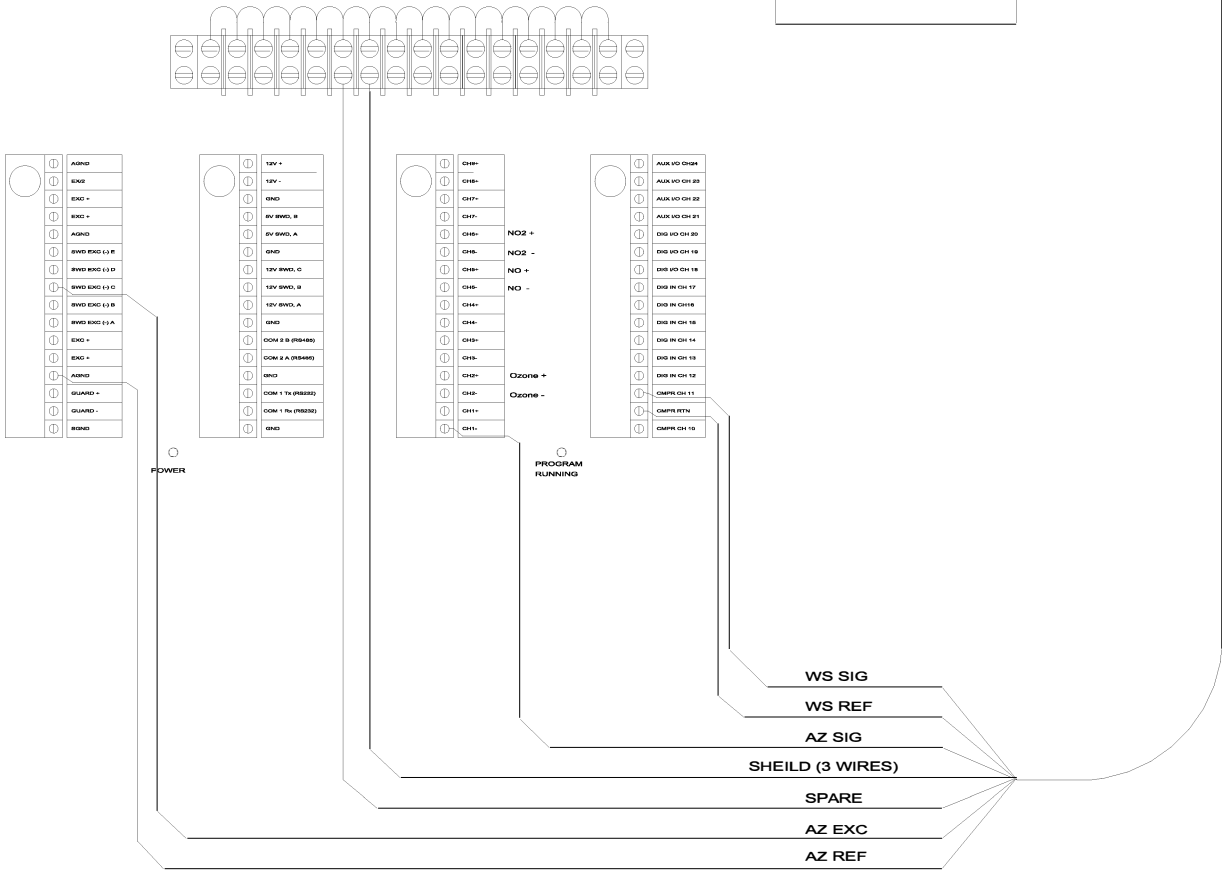 AGND
EX/2
EXC +
EXC +
AGND
SWD EXC (-) E
SWD EXC (-) D
SWD EXC (-) C
SWD EXC (-) B
SWD EXC (-) A
EXC +
EXC +
AGND
GUARD +
GUARD -
SGND
12V +
12V -
GND
5V SWD, B
5V SWD, A
GND
12V SWD, C
12V SWD, B
12V SWD, A
GND
COM 2 B (RS485)
COM 2 A (RS485)
GND
COM 1 Tx (RS232)
COM 1 Rx (RS232)
GND
POWER
CH8+
CH7+
CH7-
CH6+
CH6-
CH5+
CH5-
CH4+
CH4-
CH3+
CH3-
CH2+
CH2-
CH1+
CH1-
NO2 +
NO2 -
NO +
NO -
Ozone +
Ozone -
PROGRAM
RUNNING
AUX I/O CH24
AUX I/O CH 23
AUX I/O CH 22
AUX I/O CH 21
DIG I/O CH 20
DIG I/O CH 19
DIG I/O CH 18
DIG IN CH 17
DIG IN CH16
DIG IN CH 15
DIG IN CH 14
DIG IN CH 13
DIG IN CH 12
CMPR CH 11
CMPR RTN
CMPR CH 10
WS SIG
WS REF
AZ SIG
SHEILD (3 WIRES)
SPARE
AZ EXC
AZ REF